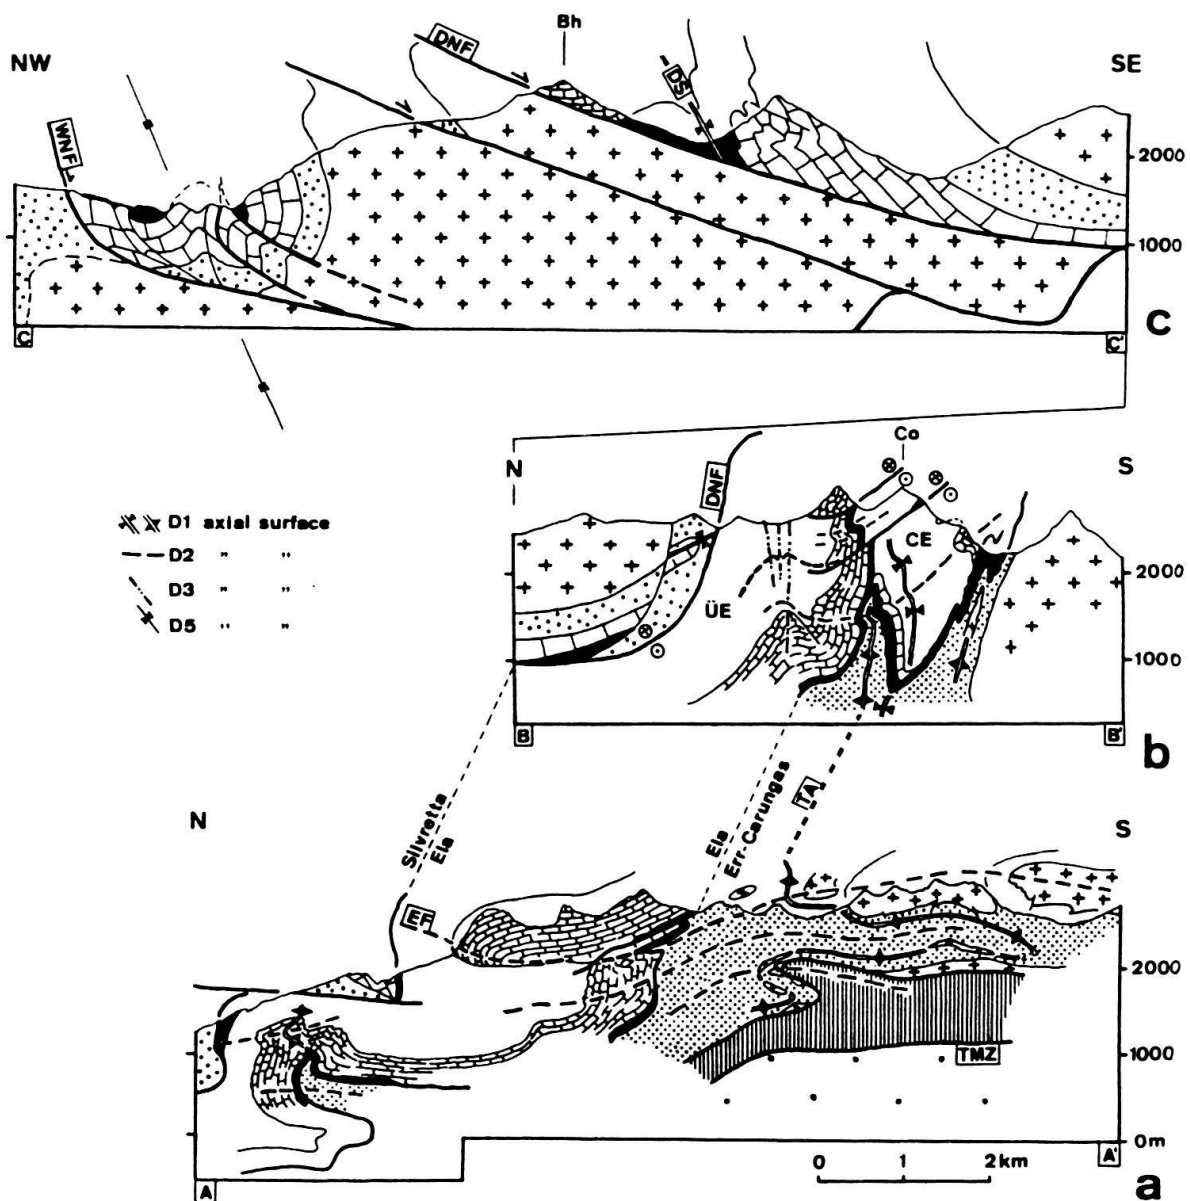 Bh
NW
DNF
DS
SE
WNF
2000
1000
C
C
C'
Co
N
DNF
S
D1 axial surface
D2 " "
D3 " "
D5 " "
CE
ÜE
2000
1000
B
B'
b
Silvretta
Ela
Ela
Err-Carungas
TA
N
S
EF
2000
1000
TMZ
0m
A
A'
0 1 2km
a